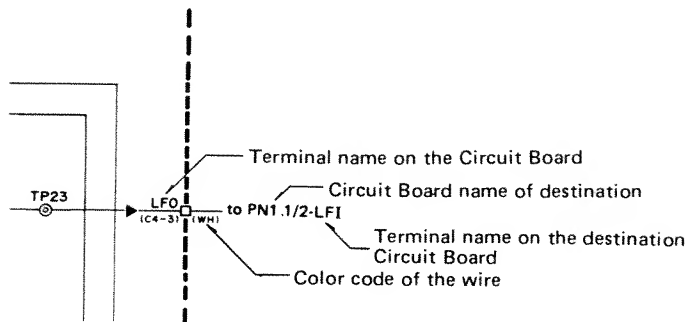 Terminal name on the Circuit Board
TP23
LFO
to PN1.1/2-LFI
Circuit Board name of destination
(C4-3)
(WH)
Terminal name on the destination
Circuit Board
Color code of the wire